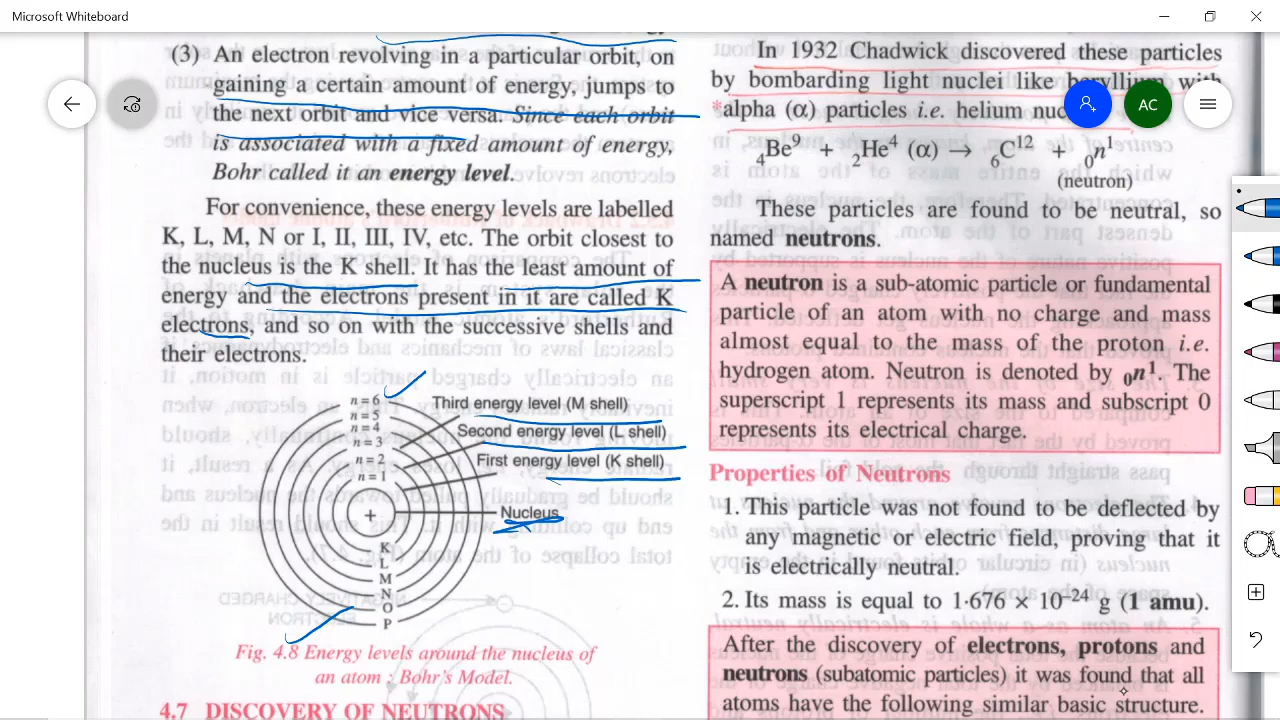 Microsoft Whiteboard
(3) An electron revolving in a particular orbit, on
gaining a certain amount of energy, jumps to
the next orbit and vice versa. Since each orbit
is associated with a fixed amount of energy,
Bohr called it an energy level.
For convenience, these energy levels are labelled
K, L, M, N or I, II, III, IV, etc. The orbit closest to
the nucleus is the K shell. It has the least amount of
energy and the electrons present in it are called K
electrons, and so on with the successive shells and
their electrons.
n = 6
n = 5
n = 4
n = 3
n = 2
n = 1
Third energy level (M shell)
Second energy level (L shell)
First energy level (K shell)
Nucleus
+
K
L
M
N
O
P
Fig. 4.8 Energy levels around the nucleus of
an atom : Bohr's Model.
4.7 DISCOVERY OF NEUTRONS
In 1932 Chadwick discovered these particles
by bombarding light nuclei like beryllium with
*alpha (α) particles i.e. helium
₄Be⁹ + ₂He⁴ (α) → ₆C¹² + ₀n¹
(neutron)
These particles are found to be neutral, so
named neutrons.
A neutron is a sub-atomic particle or fundamental
particle of an atom with no charge and mass
almost equal to the mass of the proton i.e.
hydrogen atom. Neutron is denoted by ₀n¹. The
superscript 1 represents its mass and subscript 0
represents its electrical charge.
Properties of Neutrons
1. This particle was not found to be deflected by
any magnetic or electric field, proving that it
is electrically neutral.
2. Its mass is equal to 1·676 × 10⁻²⁴ g (1 amu).
After the discovery of electrons, protons and
neutrons (subatomic particles) it was found that all
atoms have the following similar basic structure.
AC